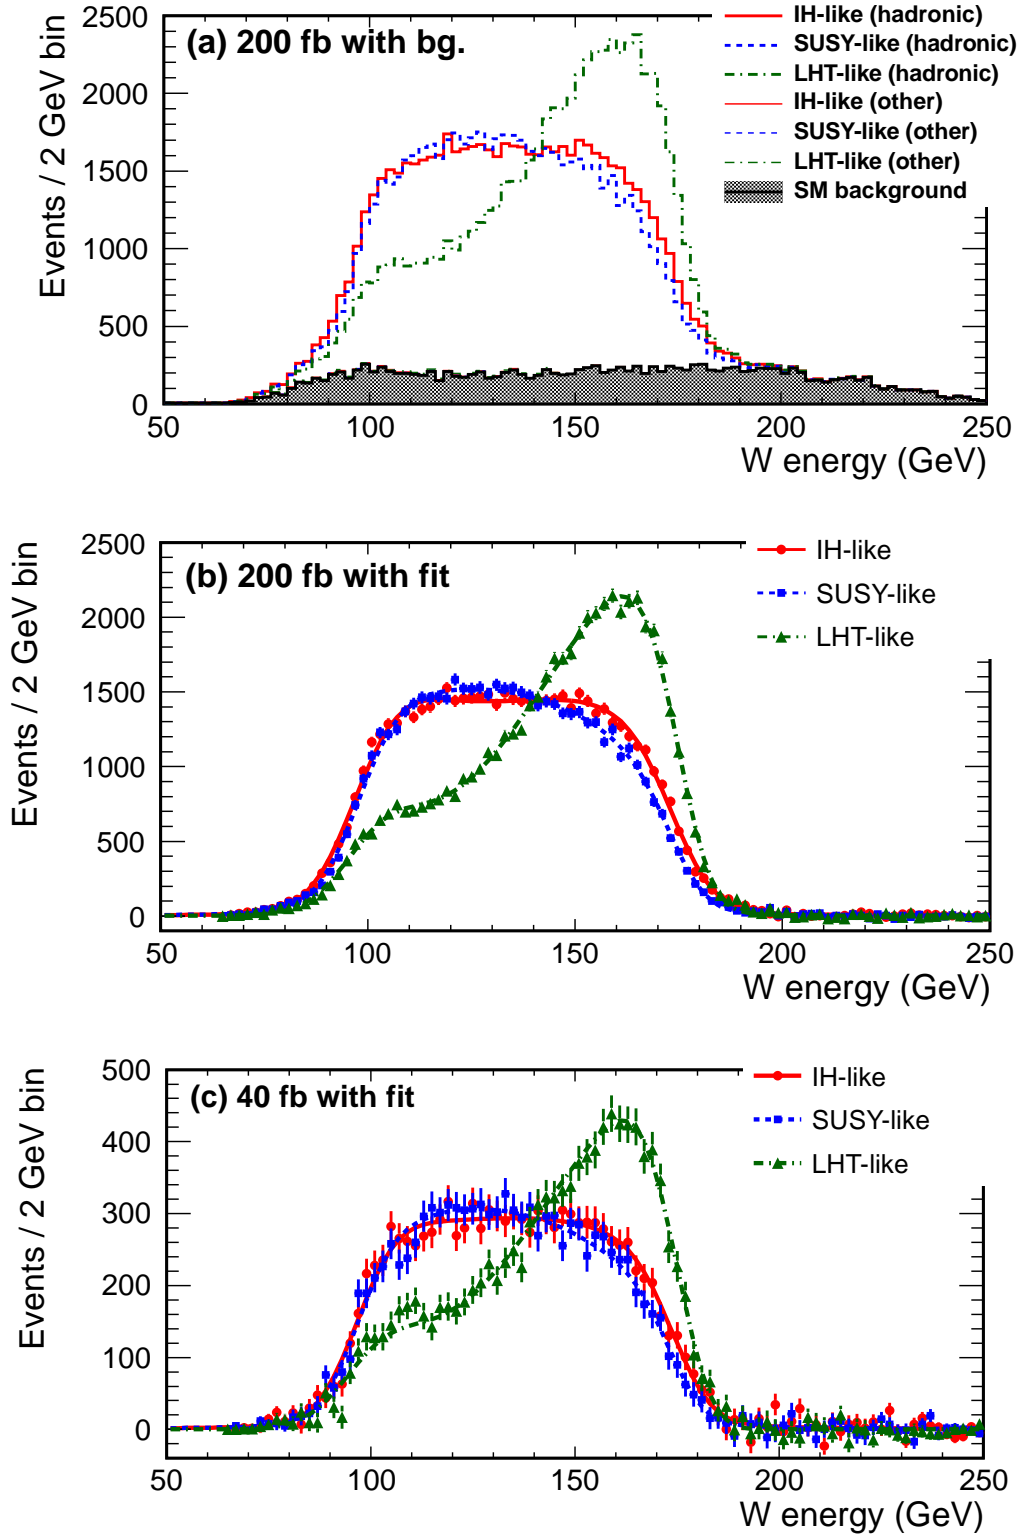 (a) 200 fb with bg.
IH-like (hadronic)
SUSY-like (hadronic)
LHT-like (hadronic)
IH-like (other)
SUSY-like (other)
LHT-like (other)
SM background
Events / 2 GeV bin
2500
2000
1500
1000
500
0
50 100 150 200 250
W energy (GeV)
(b) 200 fb with fit
IH-like
SUSY-like
LHT-like
Events / 2 GeV bin
2500
2000
1500
1000
500
0
50 100 150 200 250
W energy (GeV)
(c) 40 fb with fit
IH-like
SUSY-like
LHT-like
Events / 2 GeV bin
500
400
300
200
100
0
50 100 150 200 250
W energy (GeV)